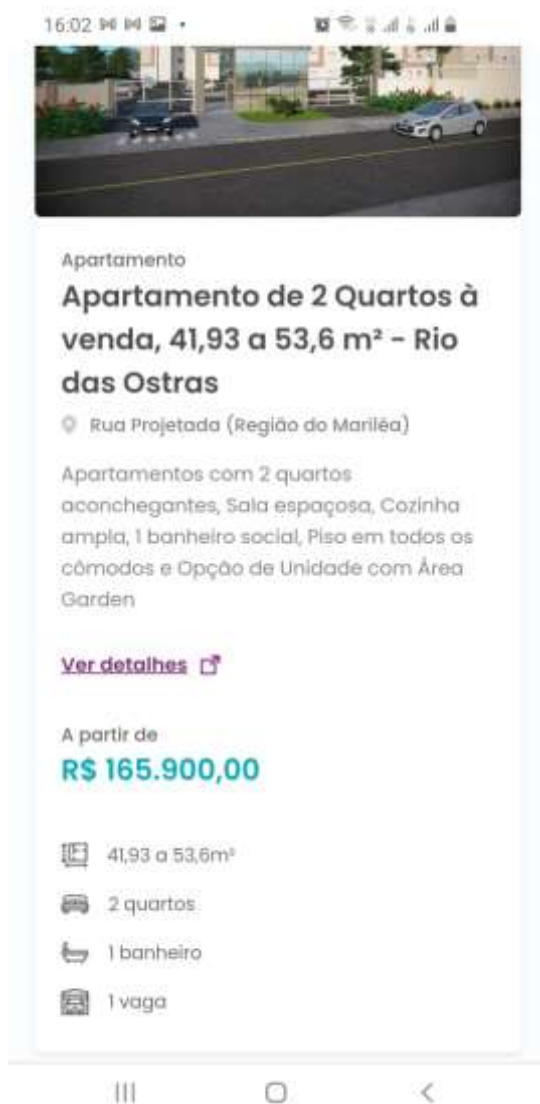 16:02
Apartamento
Apartamento de 2 Quartos à
venda, 41,93 a 53,6 m² - Rio
das Ostras
Rua Projetada (Região do Mariléa)
Apartamentos com 2 quartos
aconchegantes, Sala espaçosa, Cozinha
ampla, 1 banheiro social, Piso em todos os
cômodos e Opção de Unidade com Área
Garden
Ver detalhes
A partir de
R$ 165.900,00
41,93 a 53,6m²
2 quartos
1 banheiro
1 vaga